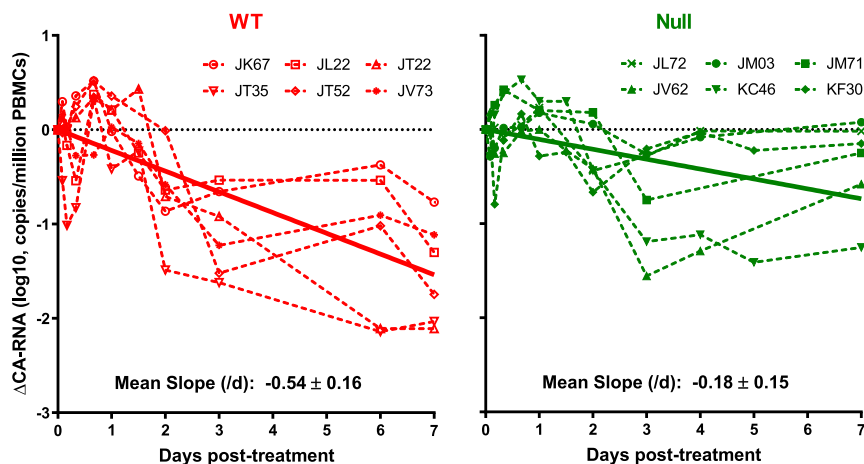 WT
Null
JK67 JL22 JT22
JT35 JT52 JV73
JL72 JM03 JM71
JV62 KC46 KF30
ΔCA-RNA (log10, copies/million PBMCs)
1
0
-1
-2
-3
Mean Slope (/d): -0.54 ± 0.16
Mean Slope (/d): -0.18 ± 0.15
0 1 2 3 4 5 6 7
0 1 2 3 4 5 6 7
Days post-treatment
Days post-treatment